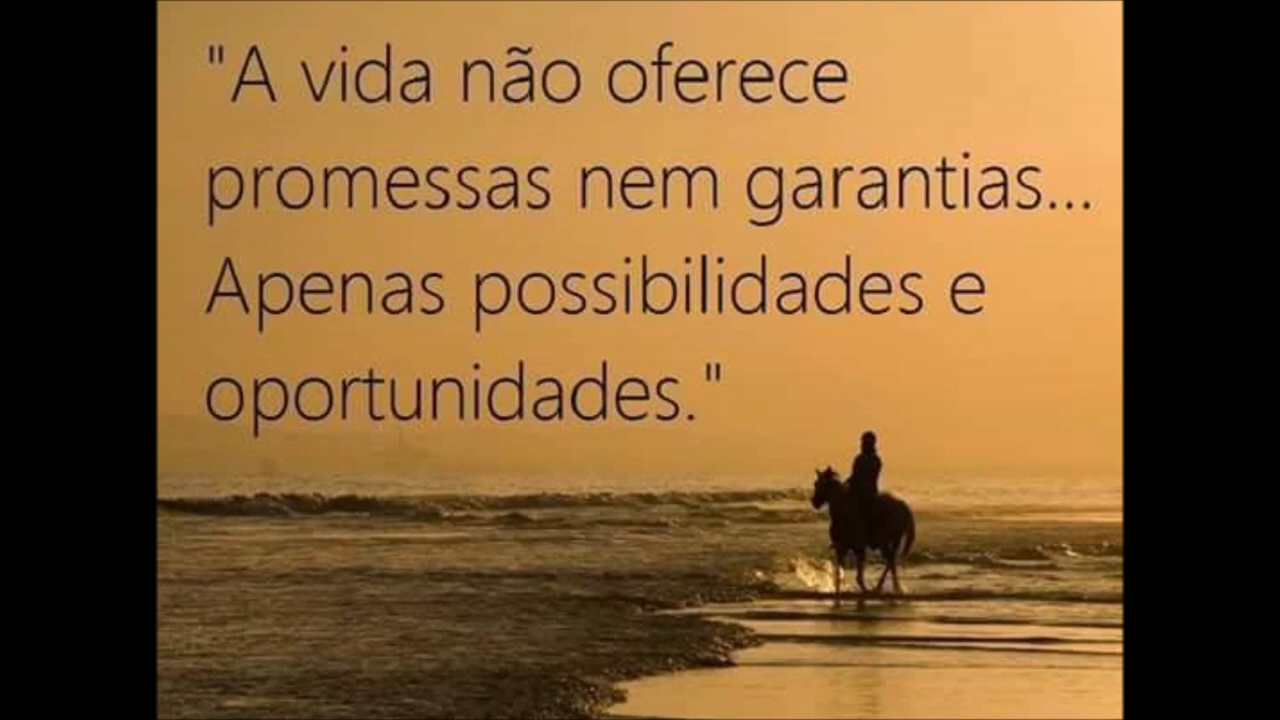 "A vida não oferece
promessas nem garantias...
Apenas possibilidades e
oportunidades."